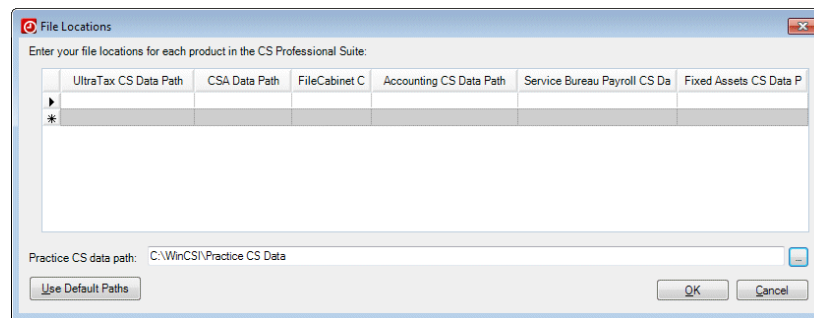 File Locations
Enter your file locations for each product in the CS Professional Suite:
UltraTax CS Data Path CSA Data Path FileCabinet C Accounting CS Data Path Service Bureau Payroll CS Da Fixed Assets CS Data P
Practice CS data path: C:\WinCSI\Practice CS Data ...
Use Default Paths OK Cancel